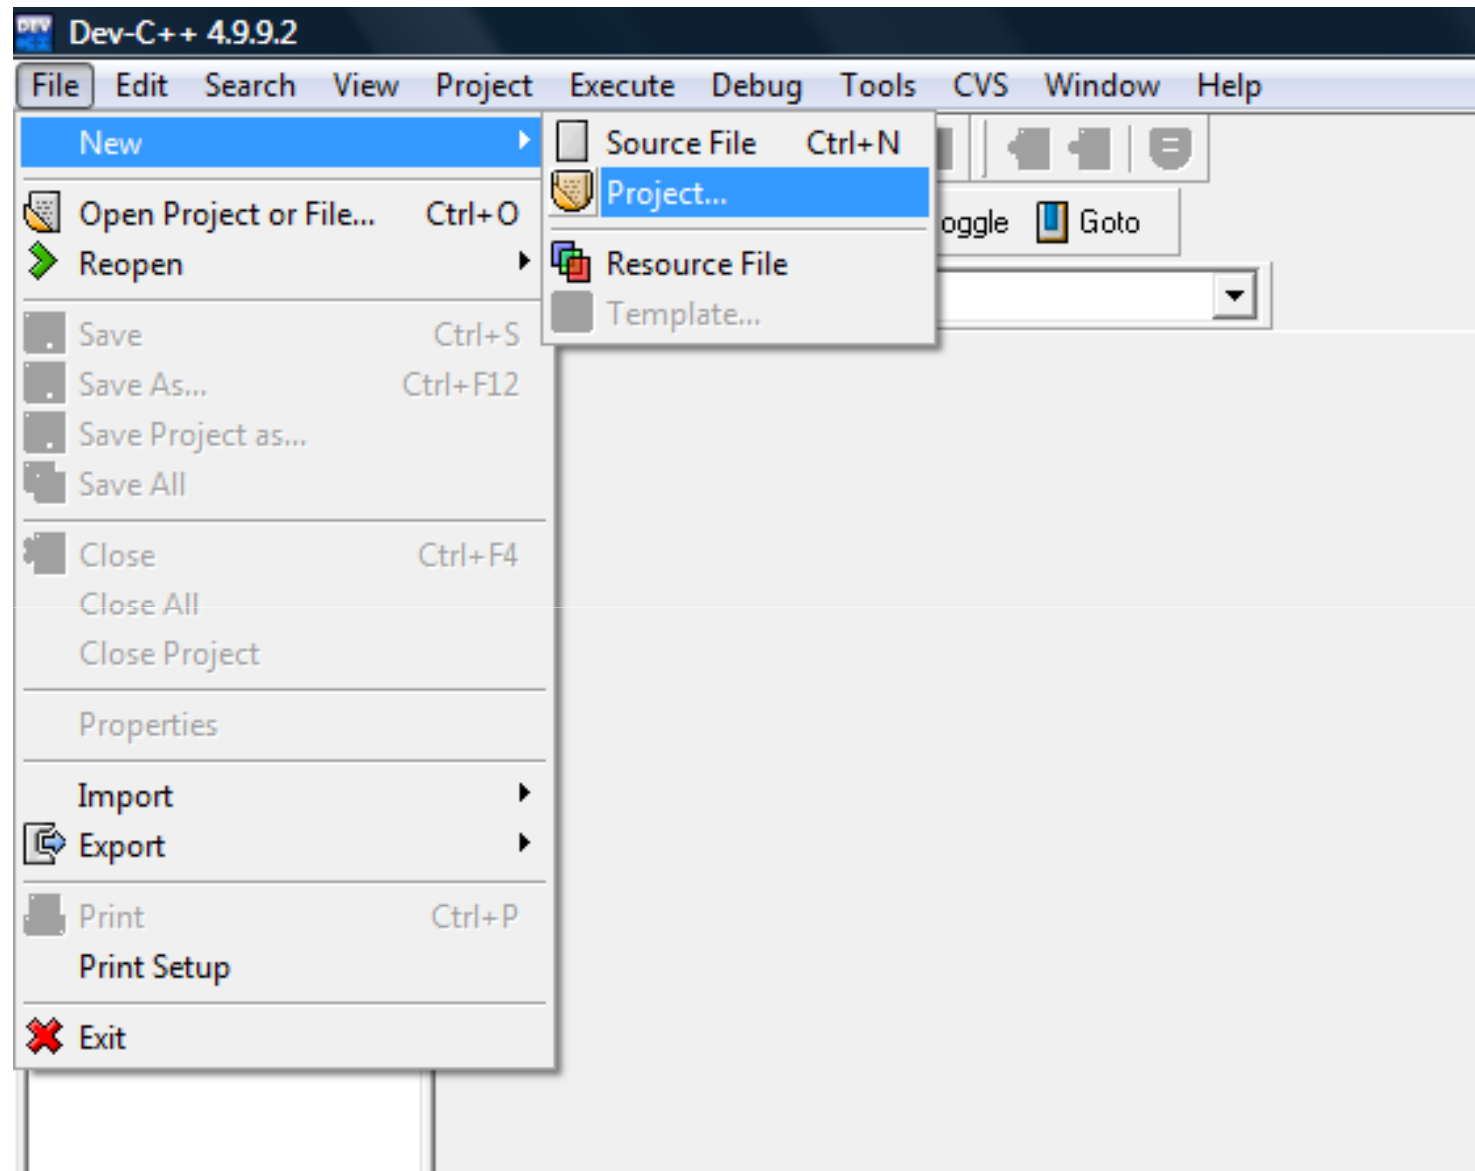 Dev-C++ 4.9.9.2
File Edit Search View Project Execute Debug Tools CVS Window Help
New
Source File Ctrl+N
Project...
Resource File
Template...
oggle Goto
Open Project or File... Ctrl+O
Reopen
Save Ctrl+S
Save As... Ctrl+F12
Save Project as...
Save All
Close Ctrl+F4
Close All
Close Project
Properties
Import
Export
Print Ctrl+P
Print Setup
Exit